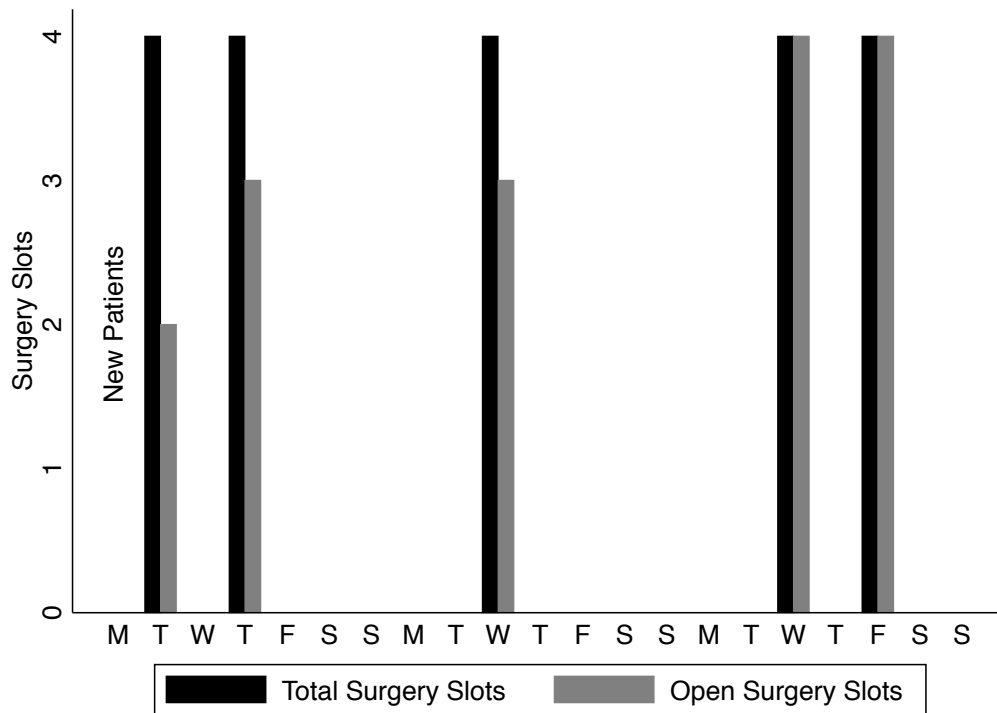 Surgery Slots
4
3
2
1
0
New Patients
M T W T F S S M T W T F S S M T W T F S S
Total Surgery Slots Open Surgery Slots